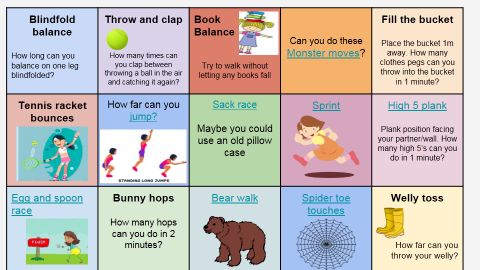 Blindfold
balance
How long can you
balance on one leg
blindfolded?
Throw and clap
How many times can
you clap between
throwing a ball in the air
and catching it again?
Book
Balance
Try to walk without
letting any books fall
Can you do these
Monster moves?
Fill the bucket
Place the bucket 1m
away. How many
clothes pegs can you
throw into the bucket
in 1 minute?
Tennis racket
bounces
How far can you
jump?
STANDING LONG JUMPS
Sack race
Maybe you could
use an old pillow
case
Sprint
High 5 plank
Plank position facing
your partner/wall. How
many high 5's can you
do in 1 minute?
Egg and spoon
race
FINISH
Bunny hops
How many hops
can you do in 2
minutes?
Bear walk
Spider toe
touches
Welly toss
How far can you
throw your welly?